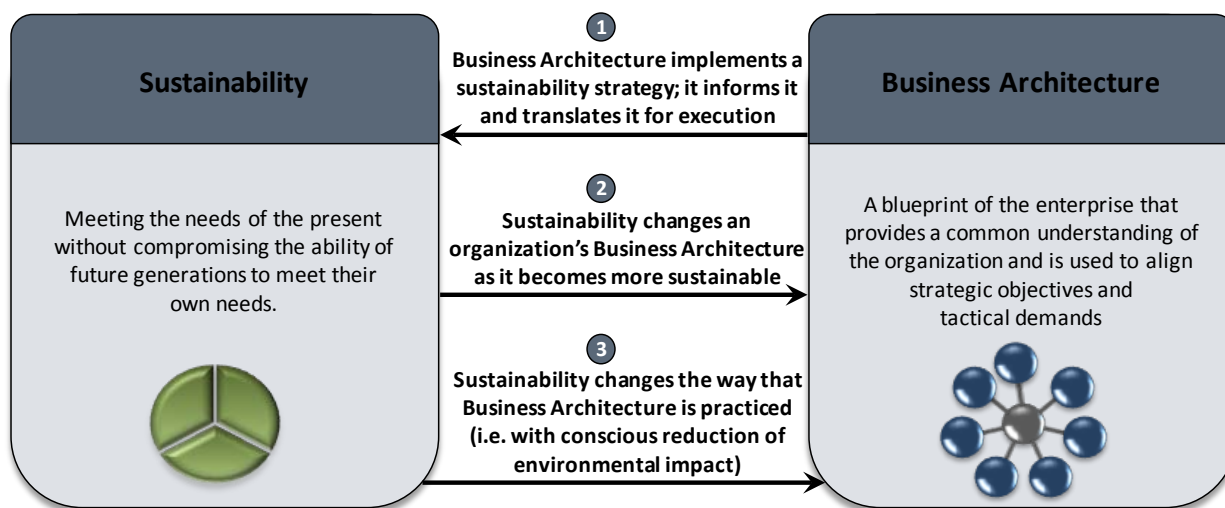 Sustainability
Meeting the needs of the present
without compromising the ability of
future generations to meet their
own needs.
1
Business Architecture implements a
sustainability strategy; it informs it
and translates it for execution
2
Sustainability changes an
organization's Business Architecture
as it becomes more sustainable
3
Sustainability changes the way that
Business Architecture is practiced
(i.e. with conscious reduction of
environmental impact)
Business Architecture
A blueprint of the enterprise that
provides a common understanding of
the organization and is used to align
strategic objectives and
tactical demands